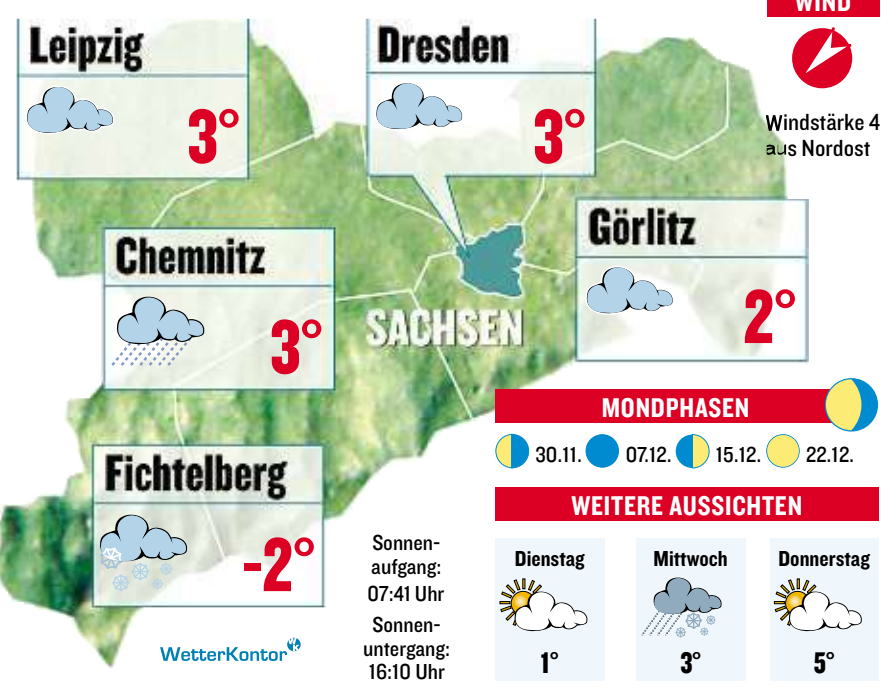 WIND
Leipzig
3°
Dresden
3°
Windstärke 4
aus Nordost
Görlitz
2°
Chemnitz
3°
SACHSEN
MONDPHASEN
30.11. 07.12. 15.12. 22.12.
Fichtelberg
-2°
WEITERE AUSSICHTEN
Sonnen-
aufgang:
07:41 Uhr
Sonnen-
untergang:
16:10 Uhr
Dienstag
1°
Mittwoch
3°
Donnerstag
5°
WetterKontor